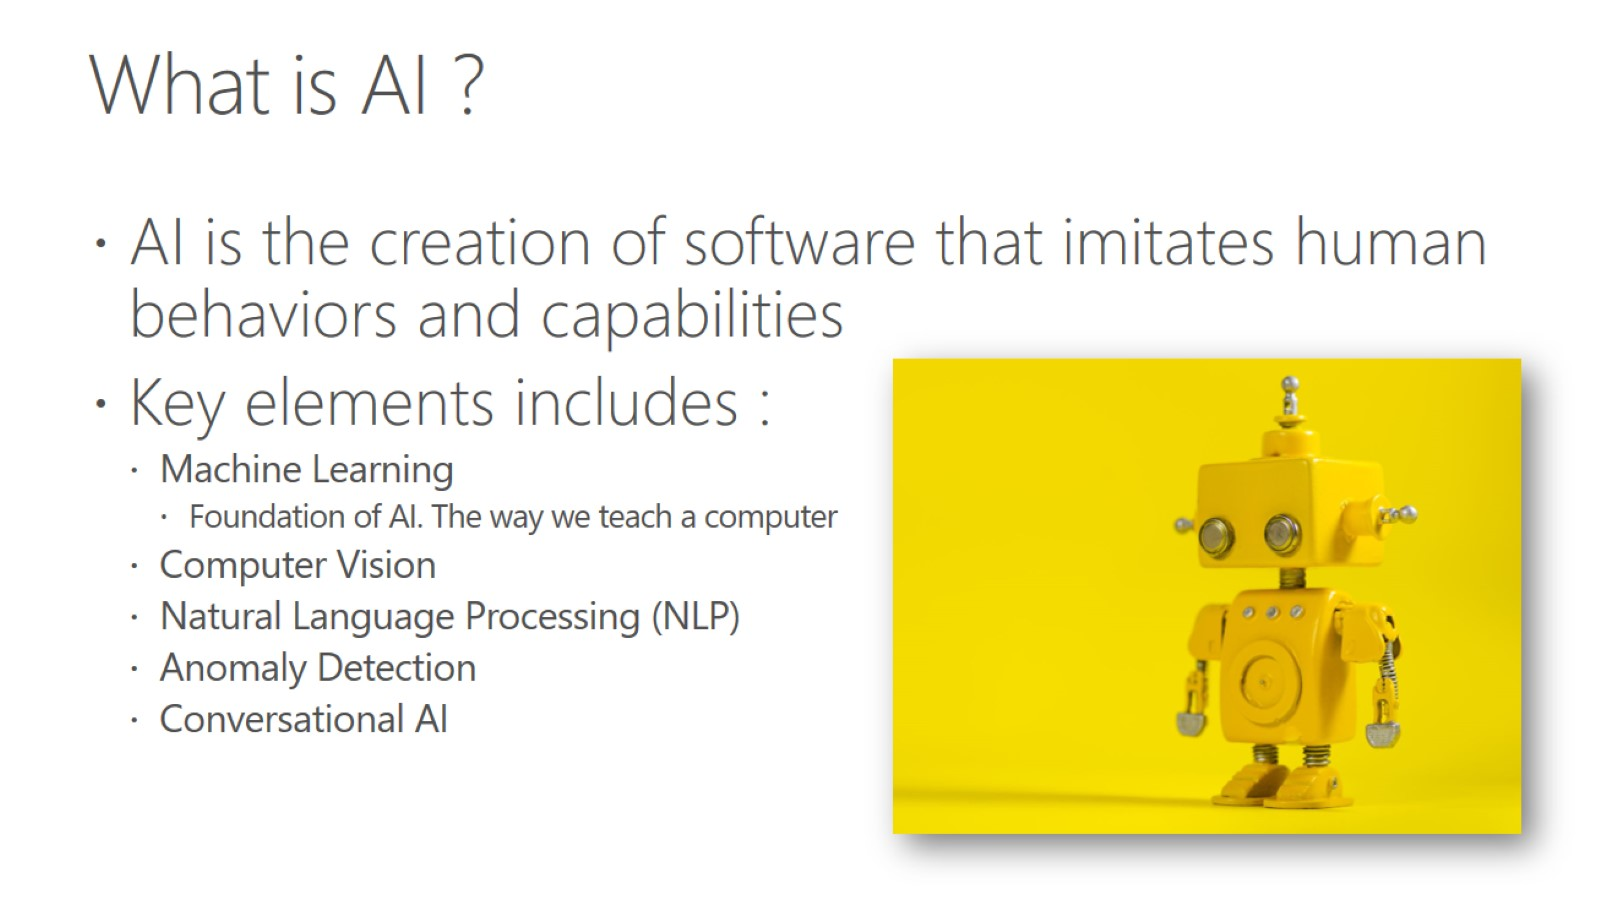 What is AI ?
• AI is the creation of software that imitates human
behaviors and capabilities
• Key elements includes :
• Machine Learning
• Foundation of AI. The way we teach a computer
• Computer Vision
• Natural Language Processing (NLP)
• Anomaly Detection
• Conversational AI